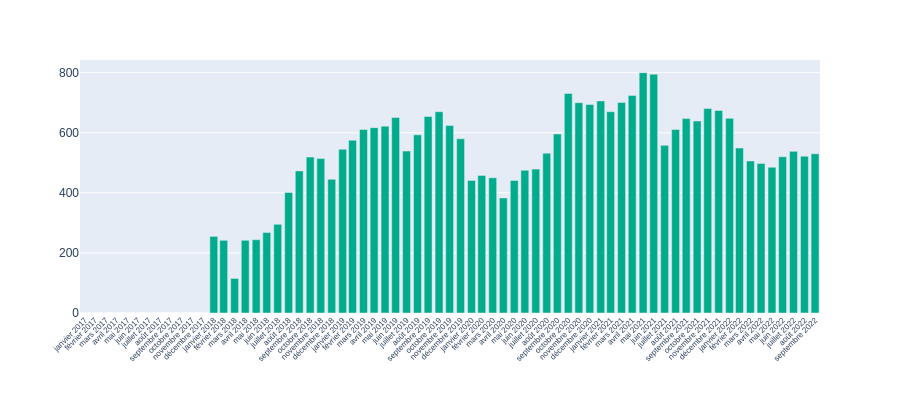 800
600
400
200
0
janvier 2017
février 2017
mars 2017
avril 2017
mai 2017
juin 2017
juillet 2017
août 2017
septembre 2017
octobre 2017
novembre 2017
décembre 2017
janvier 2018
février 2018
mars 2018
avril 2018
mai 2018
juin 2018
juillet 2018
août 2018
septembre 2018
octobre 2018
novembre 2018
décembre 2018
janvier 2019
février 2019
mars 2019
avril 2019
mai 2019
juin 2019
juillet 2019
août 2019
septembre 2019
octobre 2019
novembre 2019
décembre 2019
janvier 2020
février 2020
mars 2020
avril 2020
mai 2020
juin 2020
juillet 2020
août 2020
septembre 2020
octobre 2020
novembre 2020
décembre 2020
janvier 2021
février 2021
mars 2021
avril 2021
mai 2021
juin 2021
juillet 2021
août 2021
septembre 2021
octobre 2021
novembre 2021
décembre 2021
janvier 2022
février 2022
mars 2022
avril 2022
mai 2022
juin 2022
juillet 2022
août 2022
septembre 2022